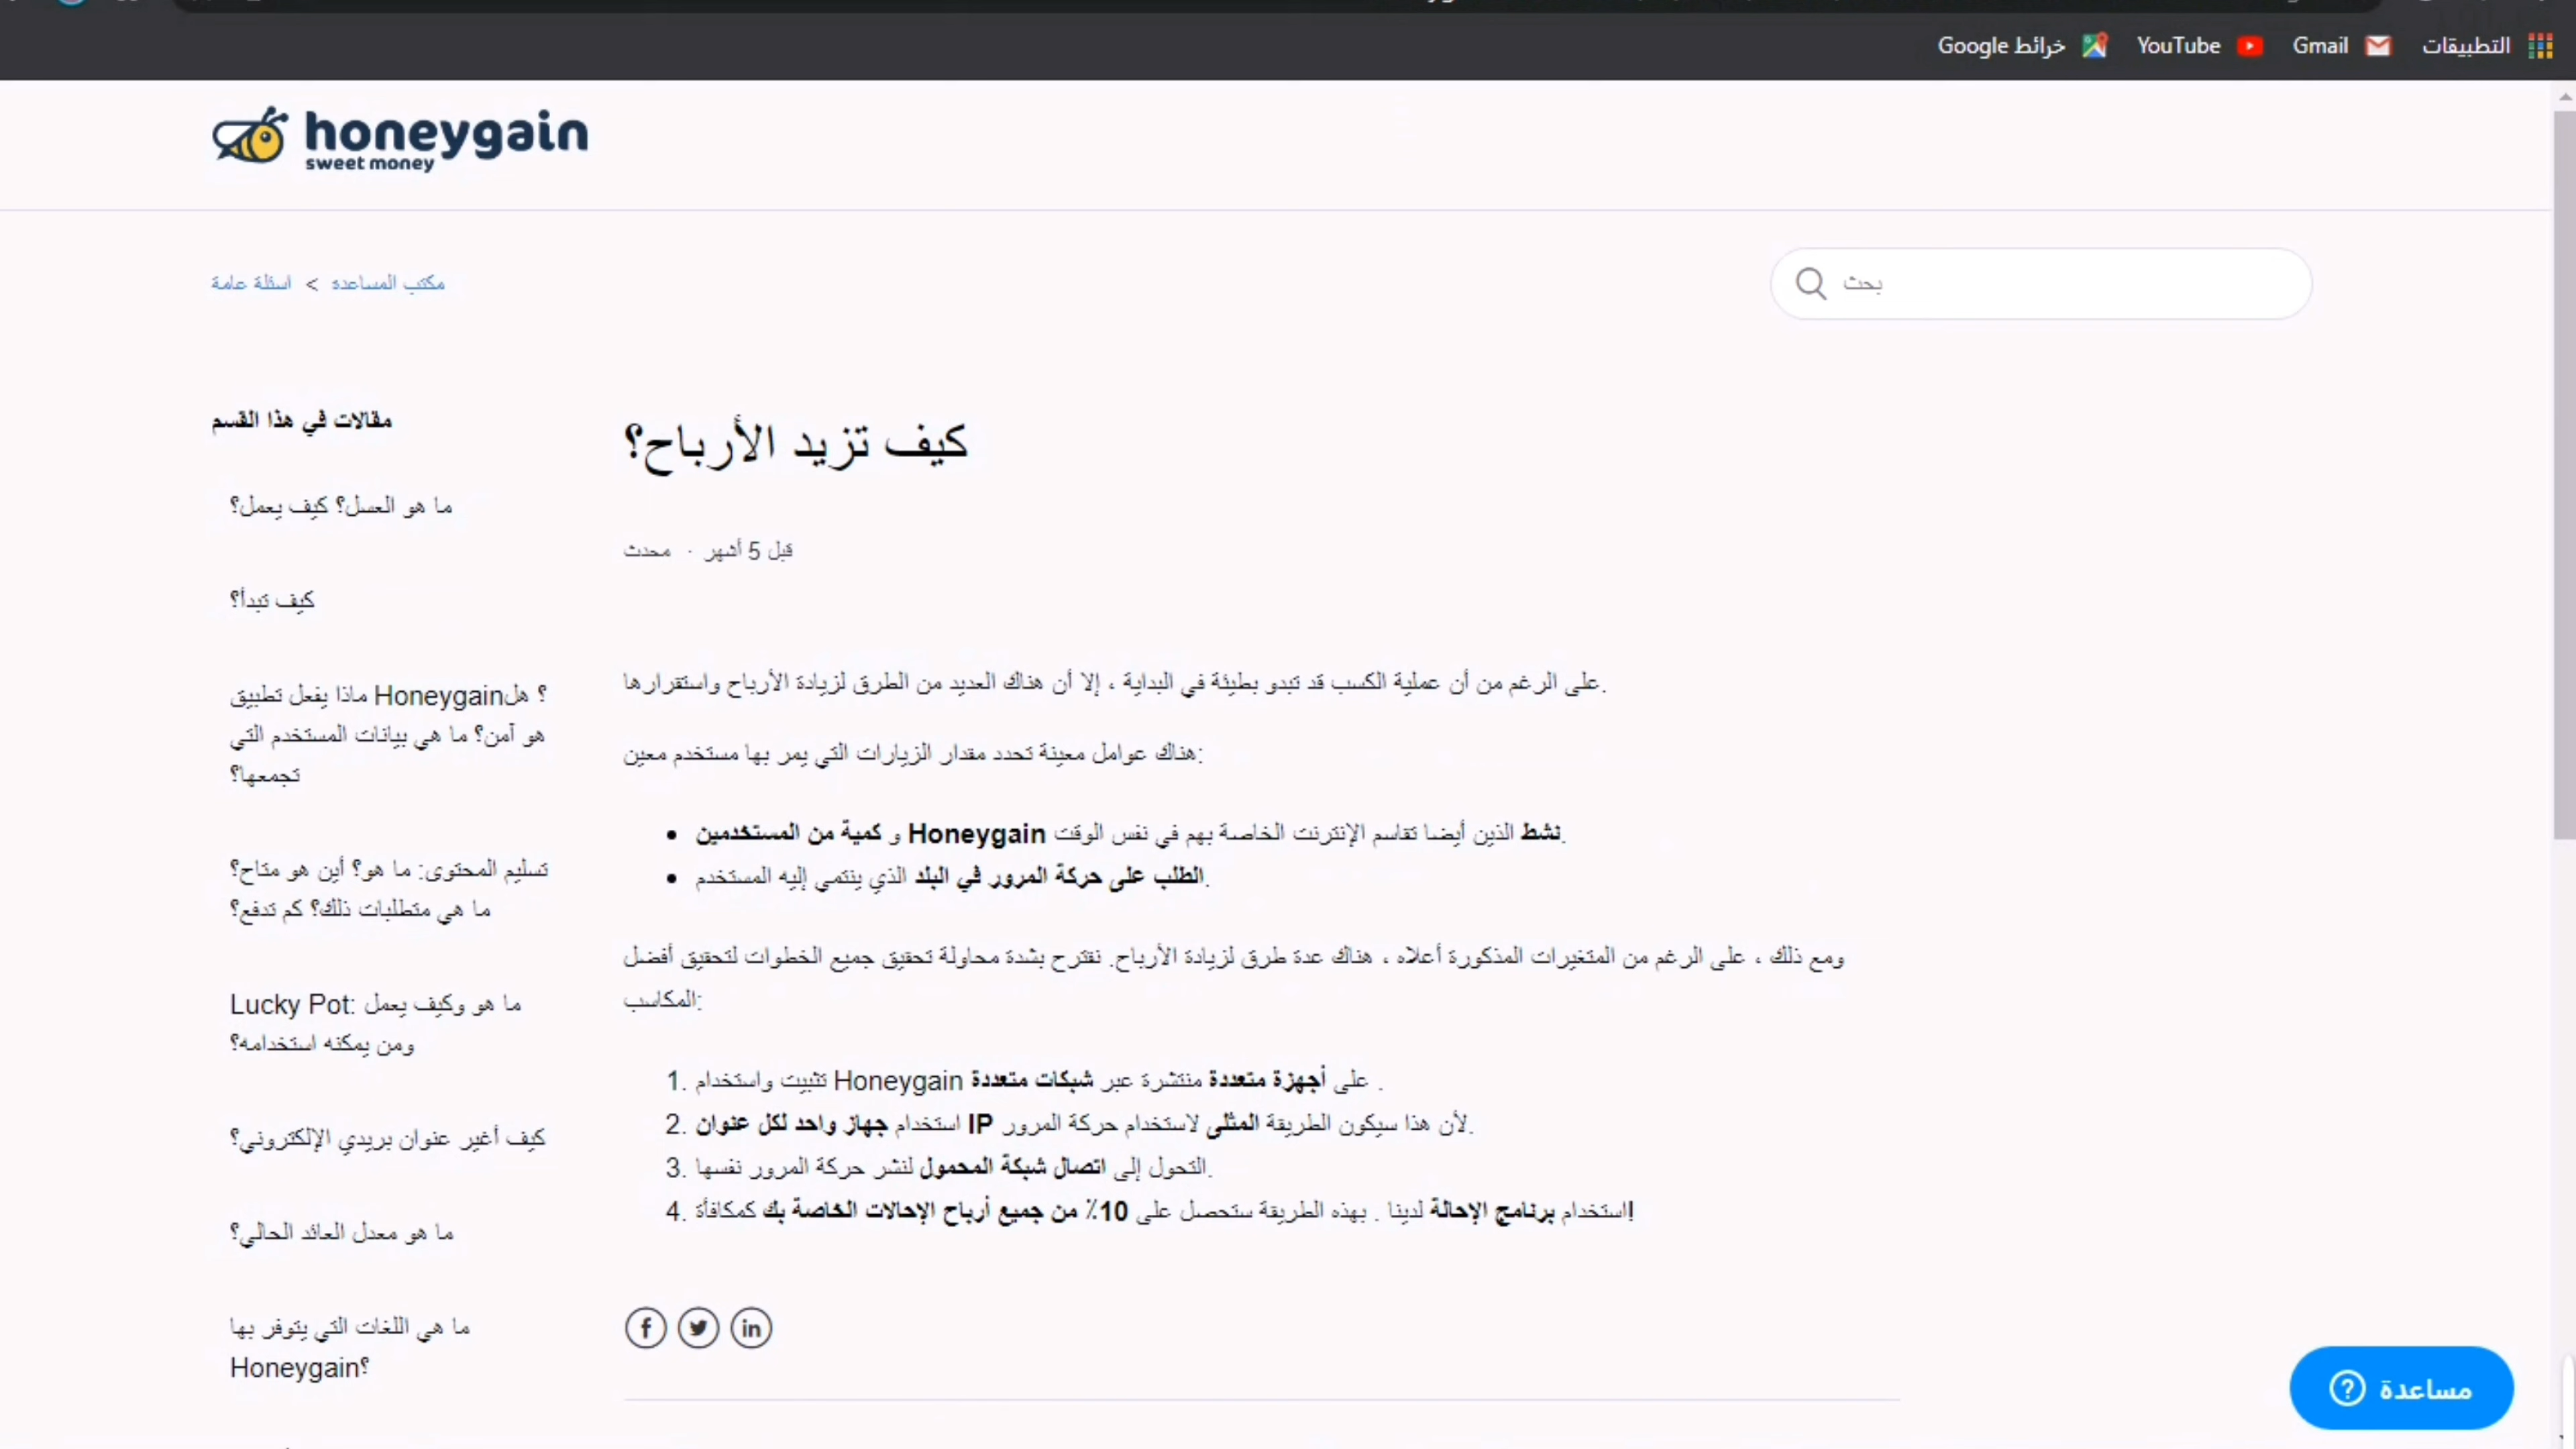 التطبيقات Gmail YouTube خرائط Google
honeygain
sweet money
مكتب المساعدة > اسئلة عامة
بحث
مقالات في هذا القسم
ما هو العسل؟ كيف يعمل؟
كيف تبدأ؟
ماذا يفعل تطبيق Honeygain؟ هل
هو آمن؟ ما هي بيانات المستخدم التي
تجمعها؟
تسليم المحتوى: ما هو؟ أين هو متاح؟
ما هي متطلبات ذلك؟ كم تدفع؟
Lucky Pot: ما هو وكيف يعمل
ومن يمكنه استخدامه؟
كيف أغير عنوان بريدي الإلكتروني؟
ما هو معدل العائد الحالي؟
ما هي اللغات التي يتوفر بها
Honeygain؟
كيف تزيد الأرباح؟
قبل 5 أشهر · محدث
على الرغم من أن عملية الكسب قد تبدو بطيئة في البداية ، إلا أن هناك العديد من الطرق لزيادة الأرباح واستقرارها.
هناك عوامل معينة تحدد مقدار الزيارات التي يمر بها مستخدم معين:
• كمية من المستخدمين و Honeygain نشط الذين أيضا تقاسم الإنترنت الخاصة بهم في نفس الوقت.
• الطلب على حركة المرور في البلد الذي ينتمي إليه المستخدم.
ومع ذلك ، على الرغم من المتغيرات المذكورة أعلاه ، هناك عدة طرق لزيادة الأرباح. نقترح بشدة محاولة تحقيق جميع الخطوات لتحقيق أفضل
المكاسب:
1. تثبيت واستخدام Honeygain على أجهزة متعددة منتشرة عبر شبكات متعددة .
2. استخدام جهاز واحد لكل عنوان IP لأن هذا سيكون الطريقة المثلى لاستخدام حركة المرور.
3. التحول إلى اتصال شبكة المحمول لنشر حركة المرور نفسها.
4. استخدام برنامج الإحالة لدينا . بهذه الطريقة ستحصل على 10٪ من جميع أرباح الإحالات الخاصة بك كمكافأة!
مساعدة